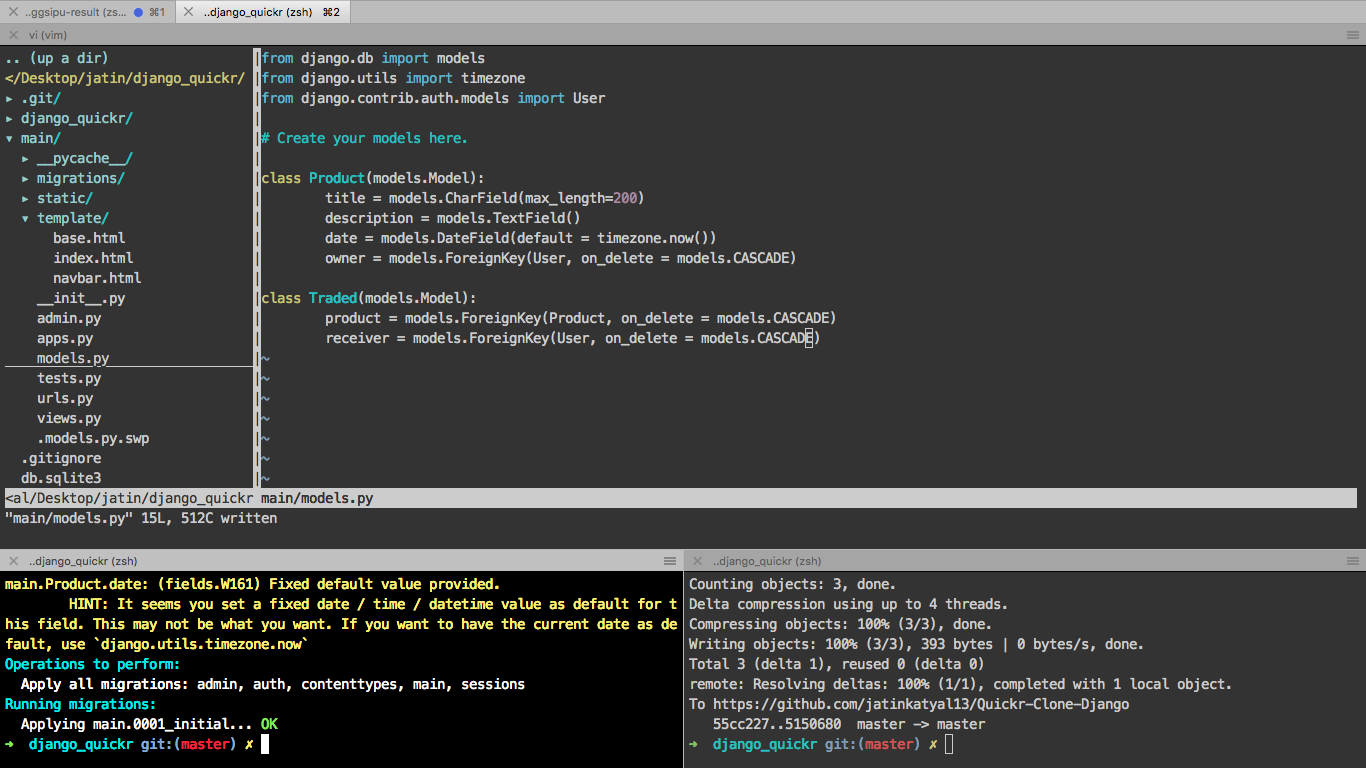 ..ggsipu-result (zs... ⌘1
..django_quickr (zsh) ⌘2
vi (vim)
.. (up a dir)
</Desktop/jatin/django_quickr/
▸ .git/
▸ django_quickr/
▾ main/
▸ __pycache__/
▸ migrations/
▸ static/
▾ template/
base.html
index.html
navbar.html
__init__.py
admin.py
apps.py
models.py
tests.py
urls.py
views.py
.models.py.swp
.gitignore
db.sqlite3
from django.db import models
from django.utils import timezone
from django.contrib.auth.models import User
# Create your models here.
class Product(models.Model):
title = models.CharField(max_length=200)
description = models.TextField()
date = models.DateField(default = timezone.now())
owner = models.ForeignKey(User, on_delete = models.CASCADE)
class Traded(models.Model):
product = models.ForeignKey(Product, on_delete = models.CASCADE)
receiver = models.ForeignKey(User, on_delete = models.CASCADE)
~
~
~
~
~
~
~
<al/Desktop/jatin/django_quickr main/models.py
"main/models.py" 15L, 512C written
..django_quickr (zsh)
main.Product.date: (fields.W161) Fixed default value provided.
HINT: It seems you set a fixed date / time / datetime value as default for t
his field. This may not be what you want. If you want to have the current date as de
fault, use `django.utils.timezone.now`
Operations to perform:
Apply all migrations: admin, auth, contenttypes, main, sessions
Running migrations:
Applying main.0001_initial... OK
➜ django_quickr git:(master) ✗
..django_quickr (zsh)
Counting objects: 3, done.
Delta compression using up to 4 threads.
Compressing objects: 100% (3/3), done.
Writing objects: 100% (3/3), 393 bytes | 0 bytes/s, done.
Total 3 (delta 1), reused 0 (delta 0)
remote: Resolving deltas: 100% (1/1), completed with 1 local object.
To https://github.com/jatinkatyal13/Quickr-Clone-Django
55cc227..5150680 master -> master
➜ django_quickr git:(master) ✗